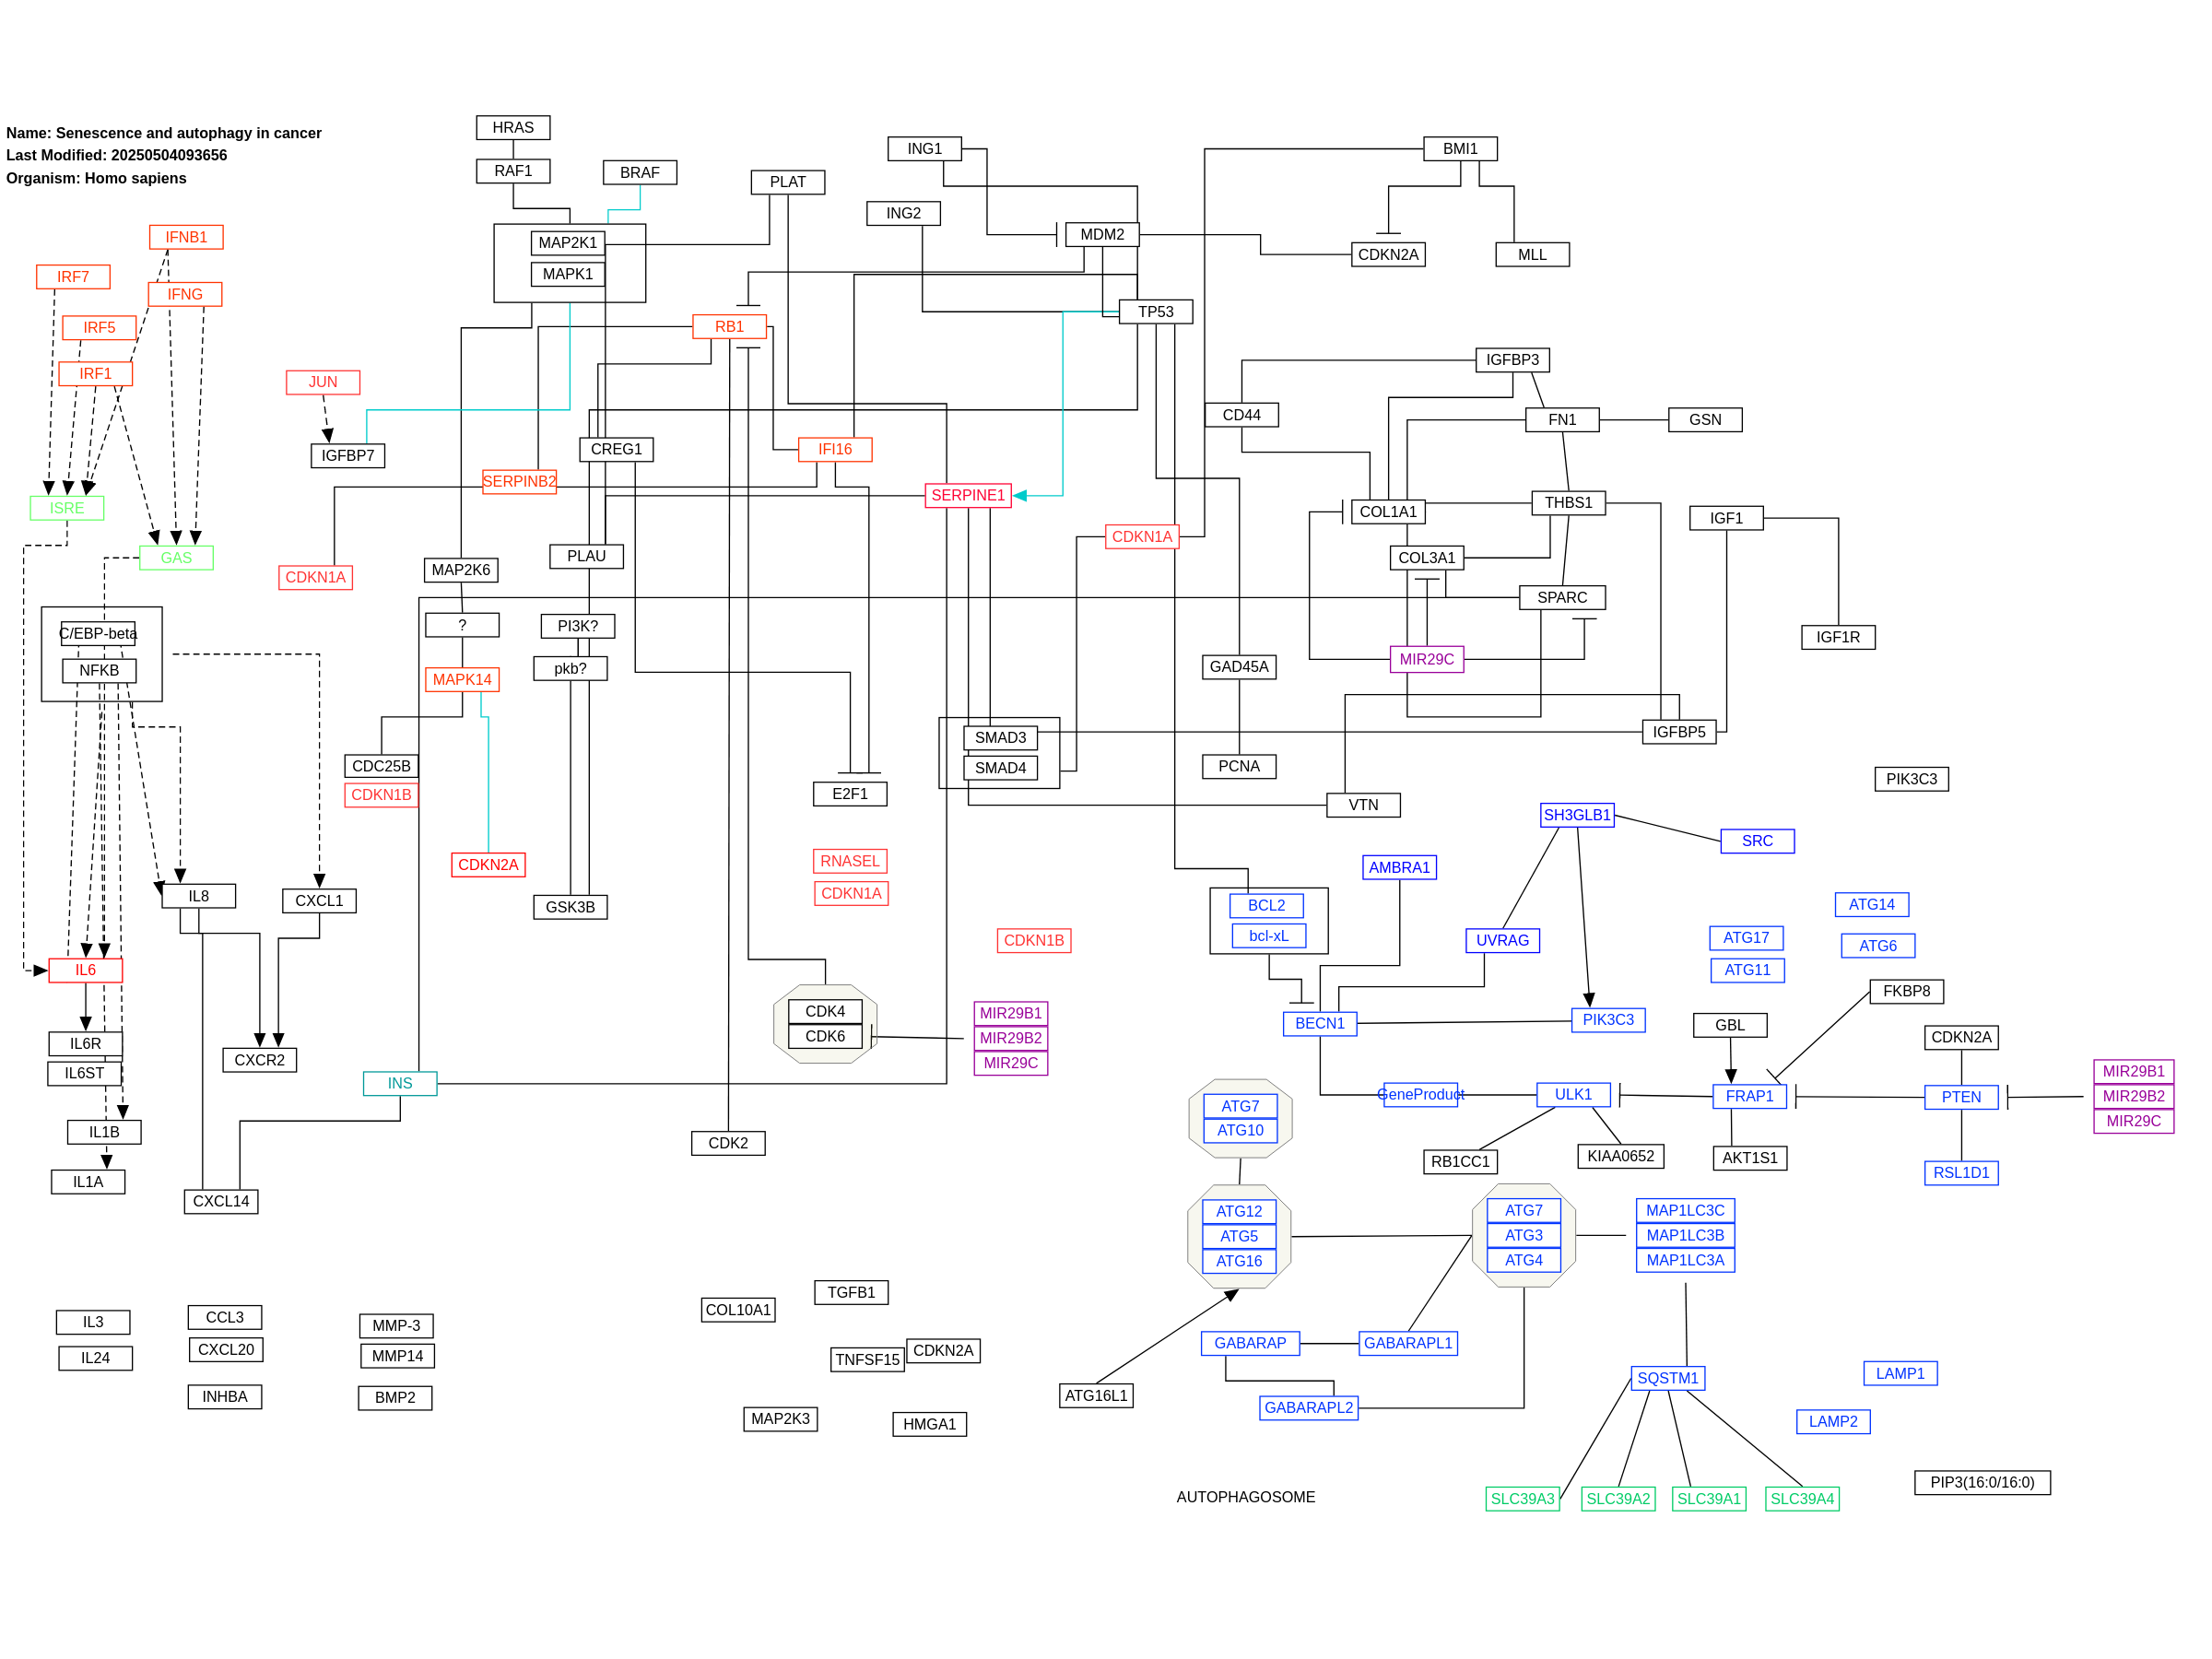 Name: Senescence and autophagy in cancer
Last Modified: 20250504093656
Organism: Homo sapiens
HRAS
RAF1
BRAF
PLAT
ING1
ING2
BMI1
MAP2K1
MAPK1
MDM2
CDKN2A
MLL
IFNB1
IRF7
IFNG
IRF5
IRF1
RB1
TP53
JUN
IGFBP7
IGFBP3
CD44
FN1
GSN
CREG1
IFI16
SERPINB2
SERPINE1
ISRE
GAS
COL1A1
THBS1
IGF1
CDKN1A
COL3A1
PLAU
CDKN1A
MAP2K6
SPARC
?
PI3K?
IGF1R
C/EBP-beta
NFKB
pkb?
MAPK14
GAD45A
MIR29C
SMAD3
SMAD4
IGFBP5
CDC25B
CDKN1B
PCNA
PIK3C3
E2F1
VTN
SH3GLB1
SRC
CDKN2A
RNASEL
CDKN1A
AMBRA1
IL8
CXCL1
GSK3B
BCL2
bcl-xL
ATG14
CDKN1B
UVRAG
ATG17
ATG6
IL6
ATG11
FKBP8
CDK4
CDK6
MIR29B1
MIR29B2
MIR29C
BECN1
PIK3C3
GBL
CDKN2A
IL6R
IL6ST
CXCR2
INS
GeneProduct
ULK1
FRAP1
PTEN
MIR29B1
MIR29B2
MIR29C
ATG7
ATG10
IL1B
CDK2
RB1CC1
KIAA0652
AKT1S1
RSL1D1
IL1A
CXCL14
ATG12
ATG5
ATG16
ATG7
ATG3
ATG4
MAP1LC3C
MAP1LC3B
MAP1LC3A
TGFB1
COL10A1
IL3
CCL3
MMP-3
IL24
CXCL20
MMP14
TNFSF15
CDKN2A
GABARAP
GABARAPL1
INHBA
BMP2
ATG16L1
GABARAPL2
SQSTM1
LAMP1
MAP2K3
HMGA1
LAMP2
AUTOPHAGOSOME
SLC39A3
SLC39A2
SLC39A1
SLC39A4
PIP3(16:0/16:0)